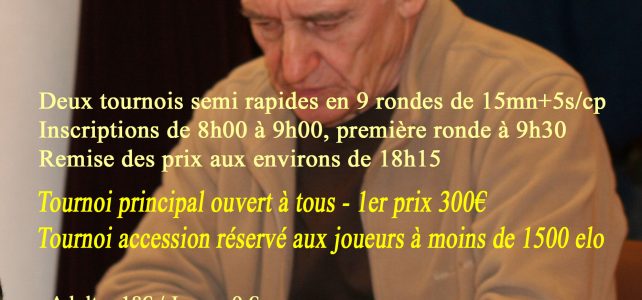 Deux tournois semi rapides en 9 rondes de 15mn+5s/cp
Inscriptions de 8h00 à 9h00, première ronde à 9h30
Remise des prix aux environs de 18h15
Tournoi principal ouvert à tous - 1er prix 300€
Tournoi accession réservé aux joueurs à moins de 1500 elo